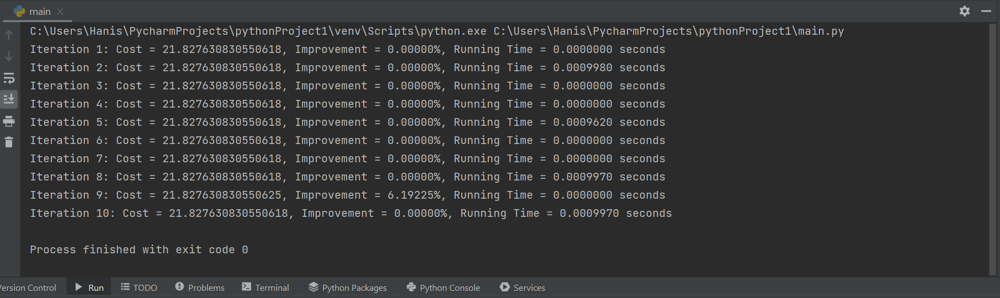 main
C:\Users\Hanis\PycharmProjects\pythonProject1\venv\Scripts\python.exe C:\Users\Hanis\PycharmProjects\pythonProject1\main.py
Iteration 1: Cost = 21.827630830550618, Improvement = 0.00000%, Running Time = 0.0000000 seconds
Iteration 2: Cost = 21.827630830550618, Improvement = 0.00000%, Running Time = 0.0009980 seconds
Iteration 3: Cost = 21.827630830550618, Improvement = 0.00000%, Running Time = 0.0000000 seconds
Iteration 4: Cost = 21.827630830550618, Improvement = 0.00000%, Running Time = 0.0000000 seconds
Iteration 5: Cost = 21.827630830550618, Improvement = 0.00000%, Running Time = 0.0009620 seconds
Iteration 6: Cost = 21.827630830550618, Improvement = 0.00000%, Running Time = 0.0000000 seconds
Iteration 7: Cost = 21.827630830550618, Improvement = 0.00000%, Running Time = 0.0000000 seconds
Iteration 8: Cost = 21.827630830550618, Improvement = 0.00000%, Running Time = 0.0009970 seconds
Iteration 9: Cost = 21.827630830550625, Improvement = 6.19225%, Running Time = 0.0000000 seconds
Iteration 10: Cost = 21.827630830550618, Improvement = 0.00000%, Running Time = 0.0009970 seconds
Process finished with exit code 0
ersion Control Run TODO Problems Terminal Python Packages Python Console Services